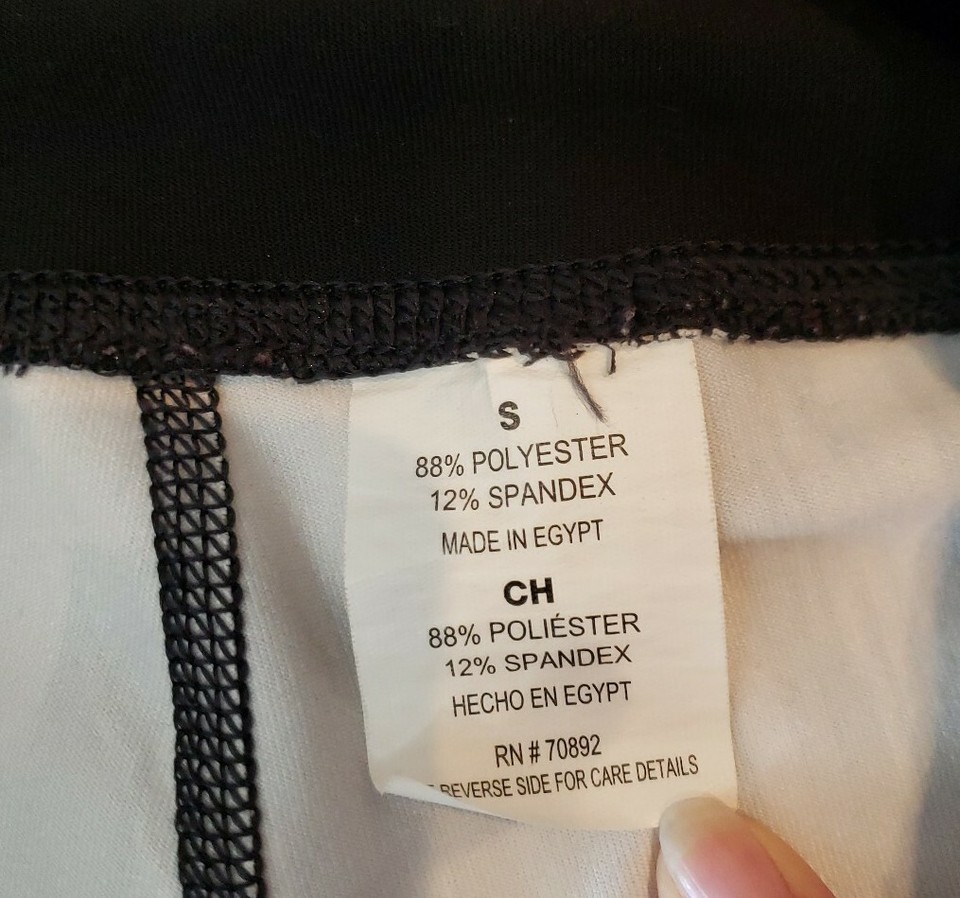 S
88% POLYESTER
12% SPANDEX
MADE IN EGYPT
CH
88% POLIÉSTER
12% SPANDEX
HECHO EN EGYPT
RN # 70892
REVERSE SIDE FOR CARE DETAILS